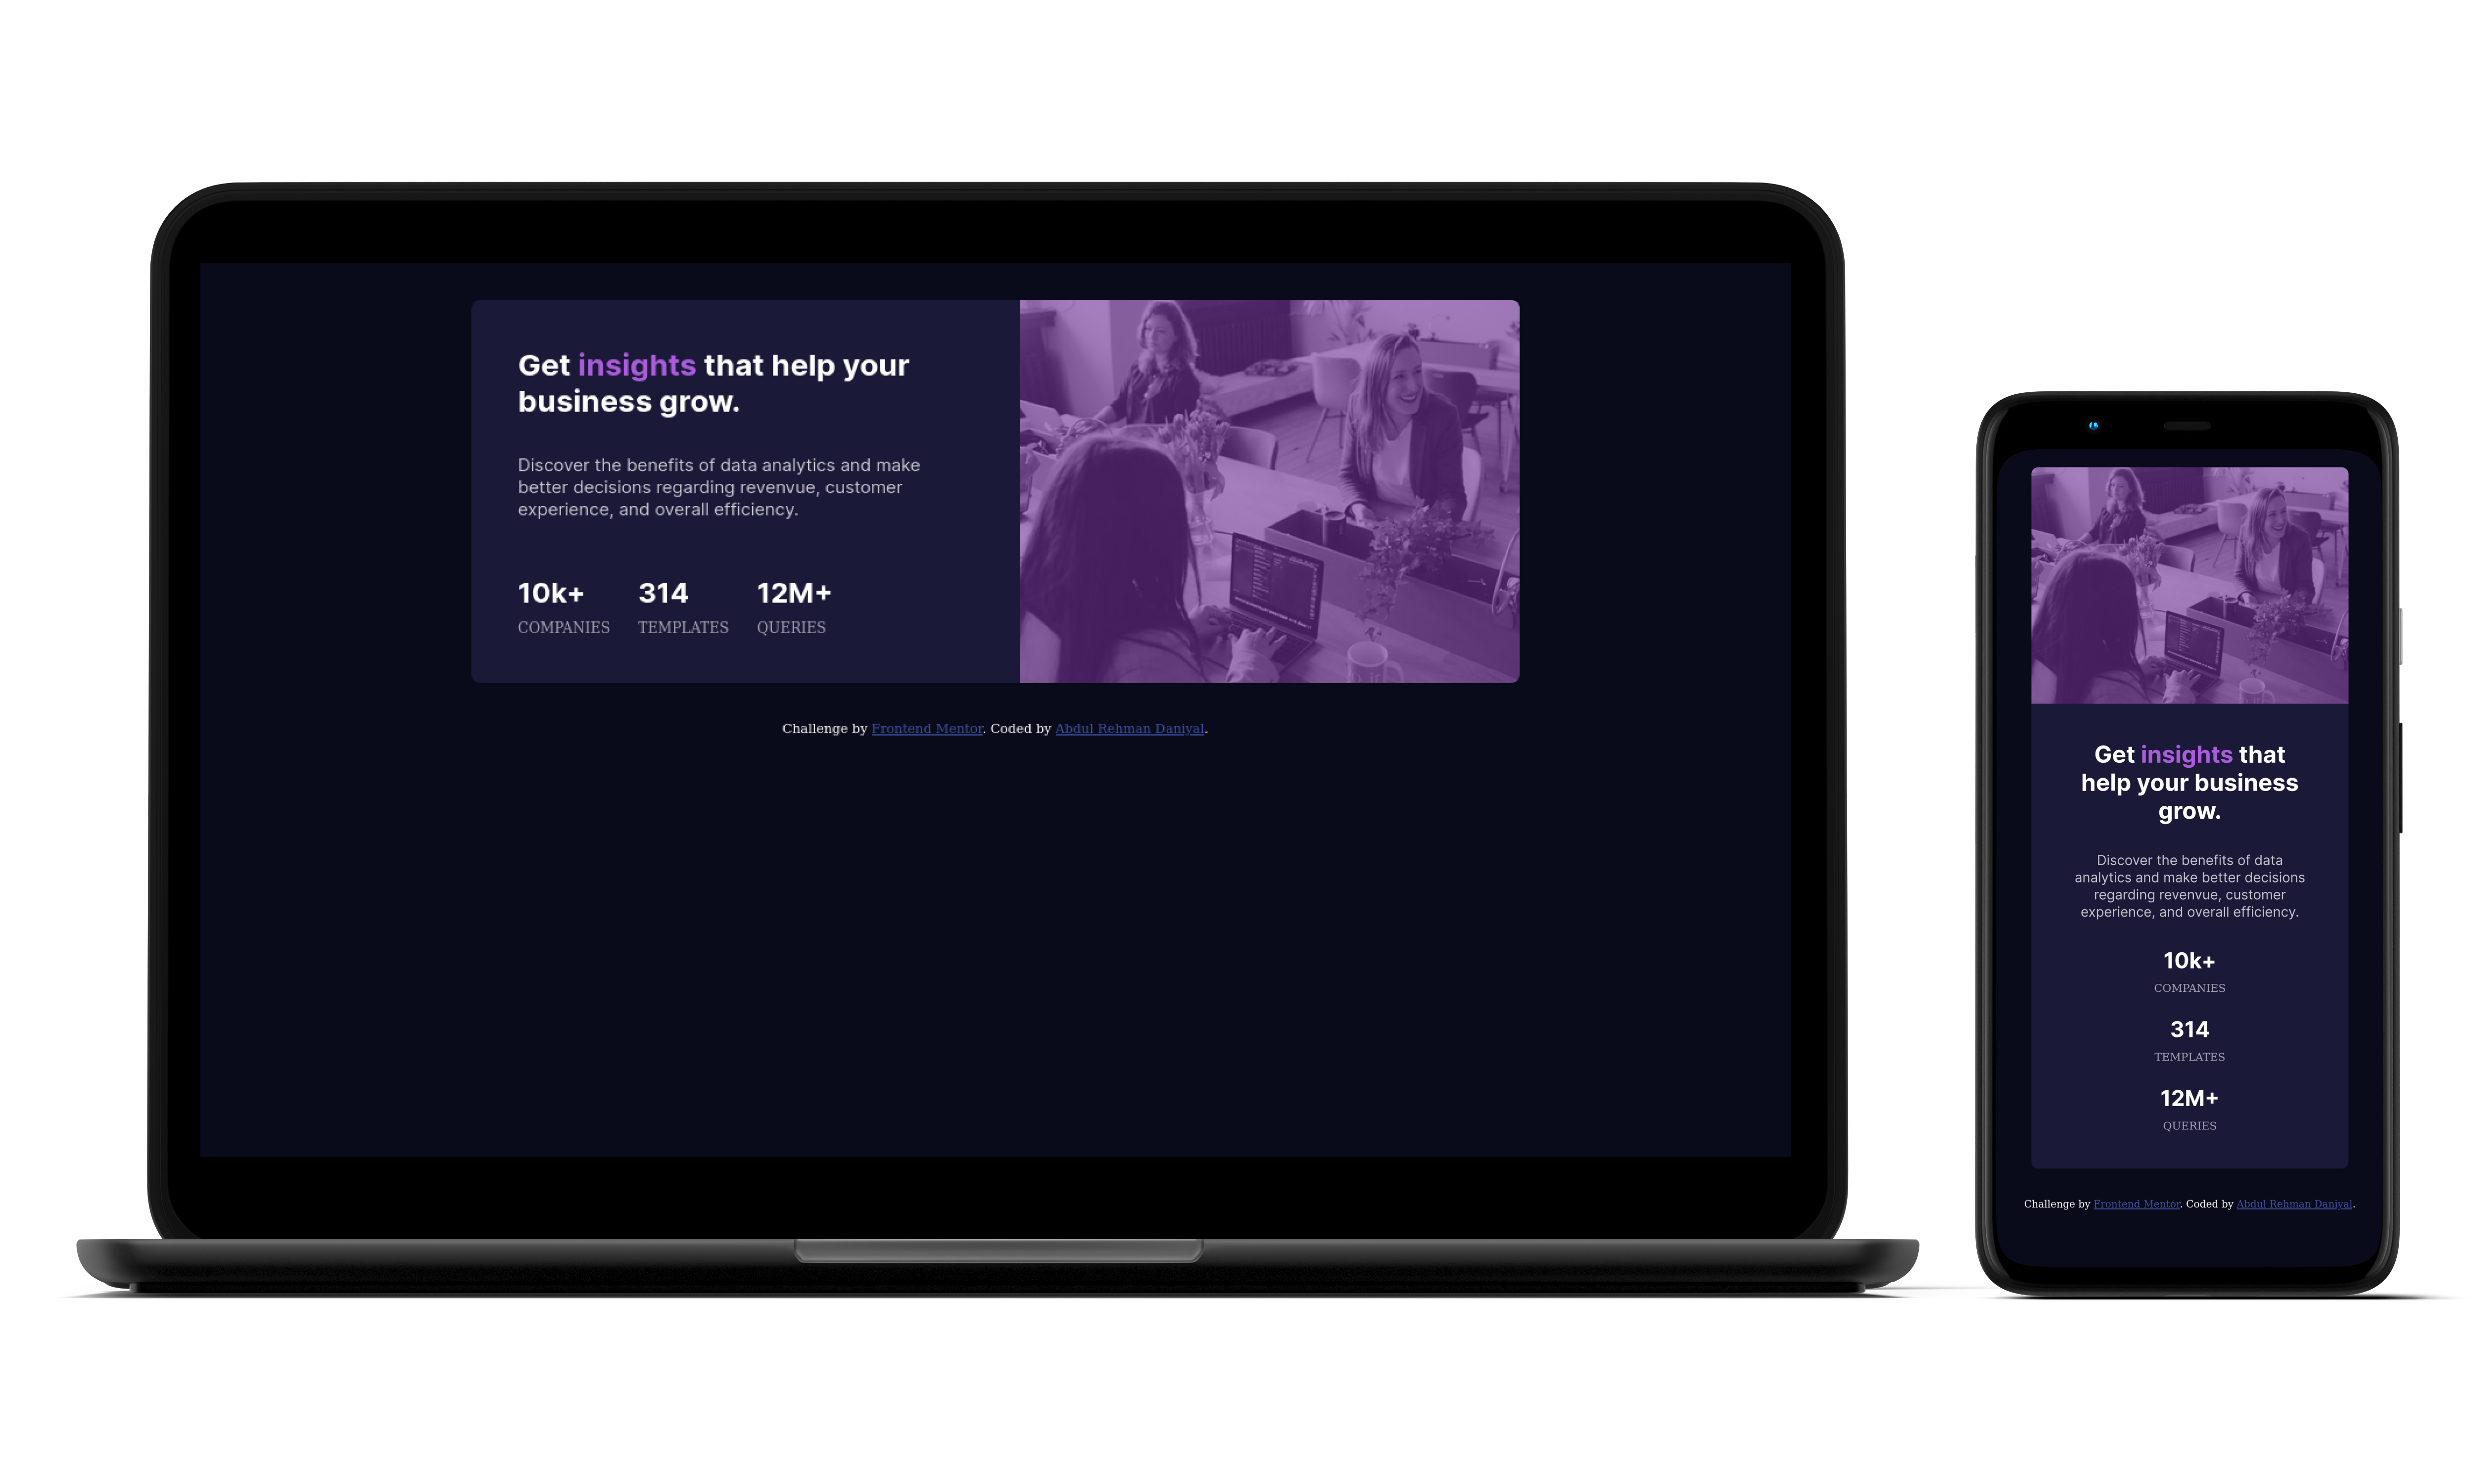 Get insights that help your
business grow.
Discover the benefits of data analytics and make
better decisions regarding revenvue, customer
experience, and overall efficiency.
10k+ 314 12M+
COMPANIES TEMPLATES QUERIES
Challenge by Frontend Mentor. Coded by Abdul Rehman Daniyal.
Get insights that
help your business
grow.
Discover the benefits of data
analytics and make better decisions
regarding revenvue, customer
experience, and overall efficiency.
10k+
COMPANIES
314
TEMPLATES
12M+
QUERIES
Challenge by Frontend Mentor. Coded by Abdul Rehman Daniyal.